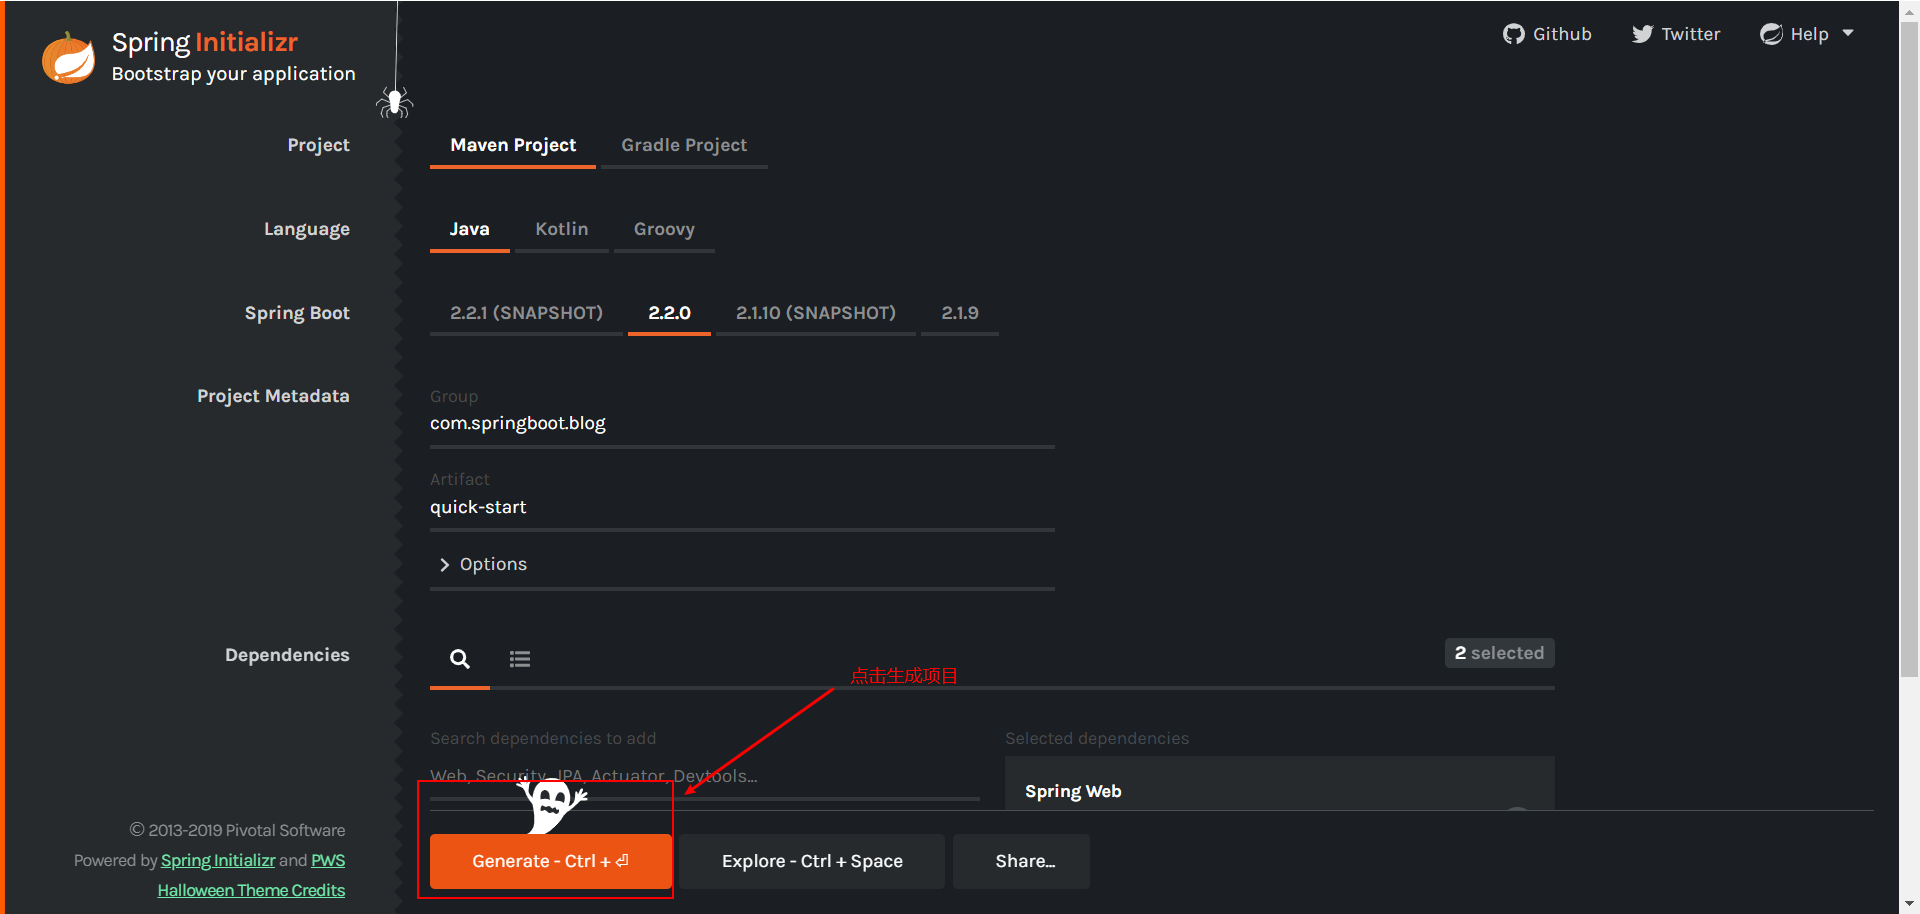 Spring Initializr
Bootstrap your application
Github
Twitter
Help
Project
Maven Project
Gradle Project
Language
Java
Kotlin
Groovy
Spring Boot
2.2.1 (SNAPSHOT)
2.2.0
2.1.10 (SNAPSHOT)
2.1.9
Project Metadata
Group
com.springboot.blog
Artifact
quick-start
Options
Dependencies
2 selected
点击生成项目
Search dependencies to add
Web, Security, JPA, Actuator, Devtools...
Selected dependencies
Spring Web
Generate - Ctrl + ⏎
Explore - Ctrl + Space
Share...
© 2013-2019 Pivotal Software
Powered by Spring Initializr and PWS
Halloween Theme Credits